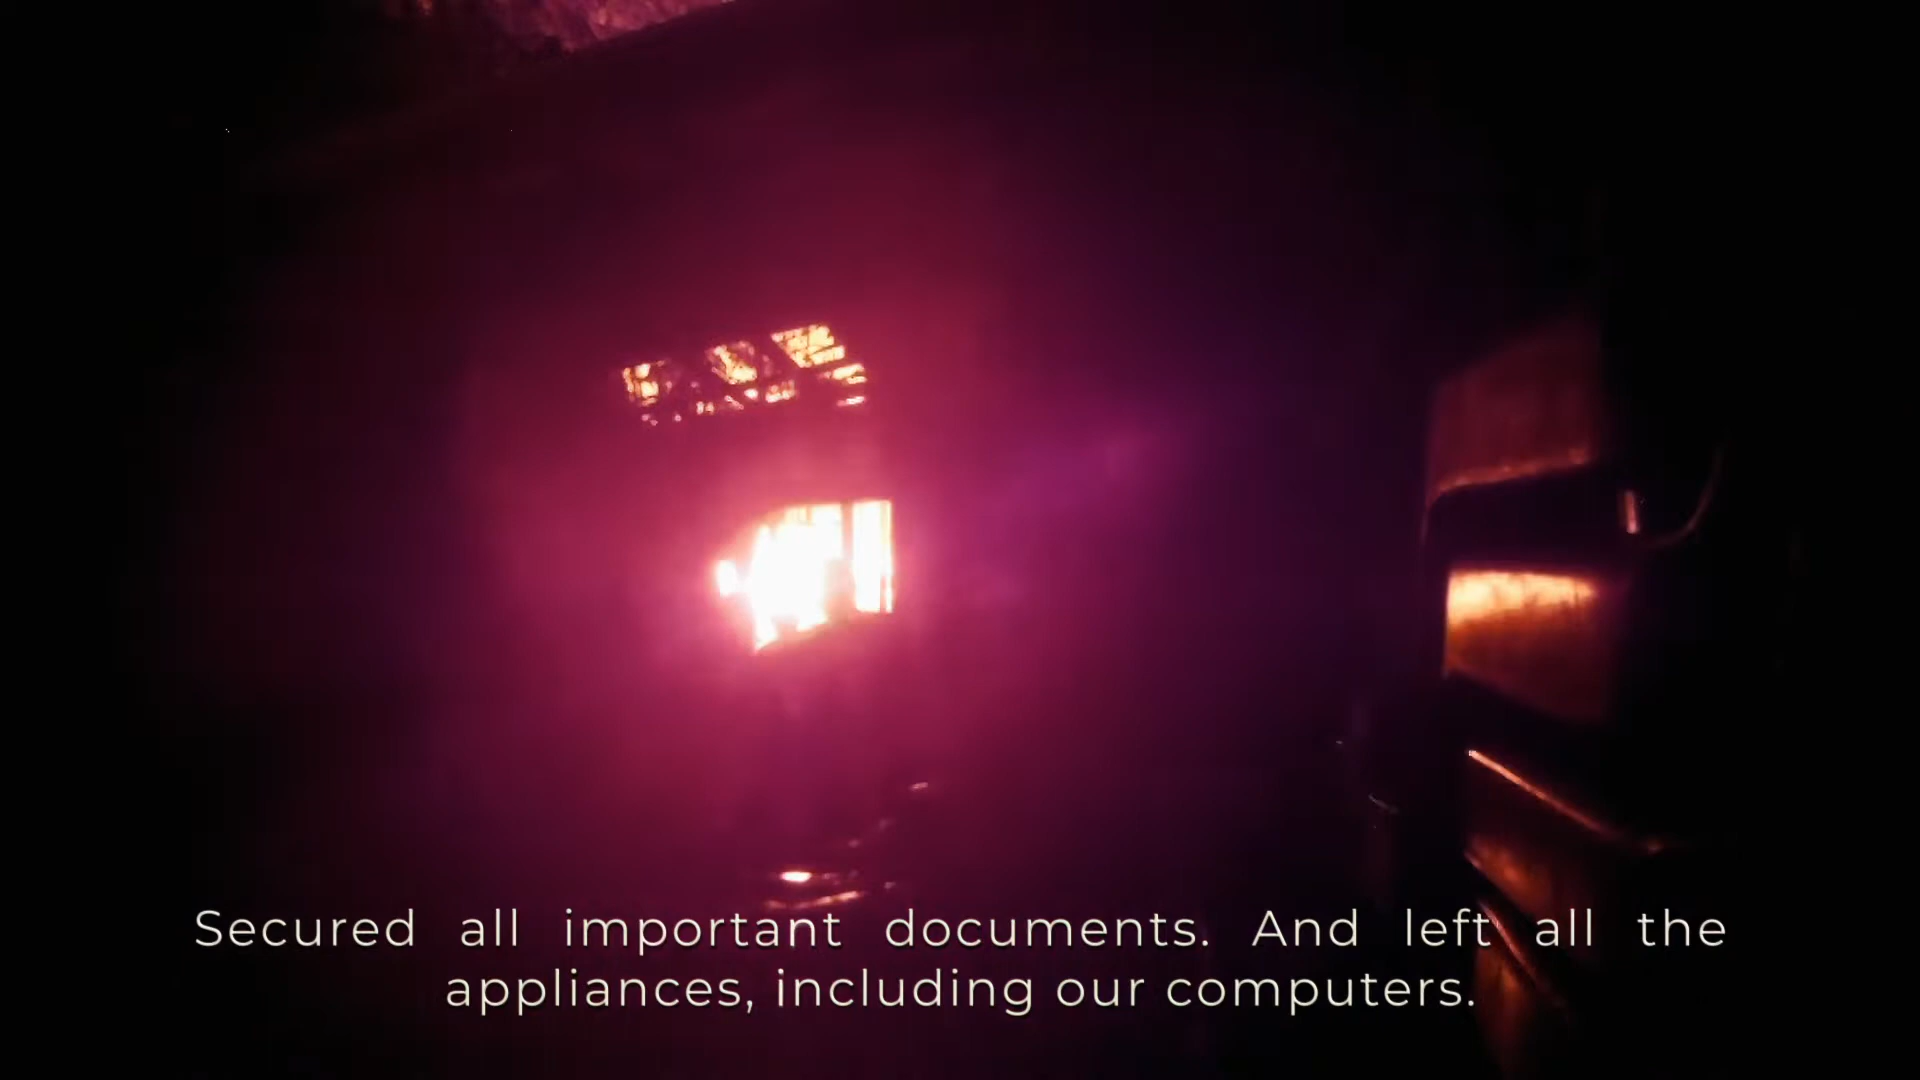 Secured all important documents. And left all the
appliances, including our computers.